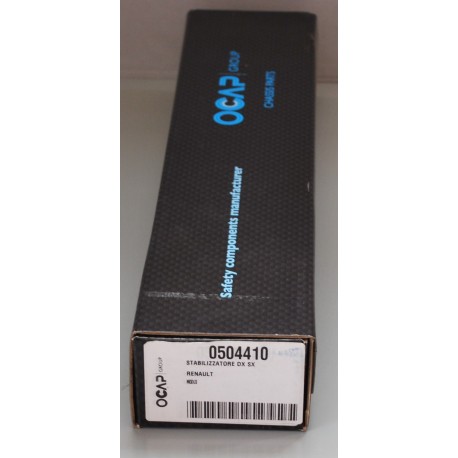 OCAP GROUP
CHASSIS PARTS
Safety components manufacturer
0504410
STABILIZZATORE DX SX
RENAULT
OCAP GROUP